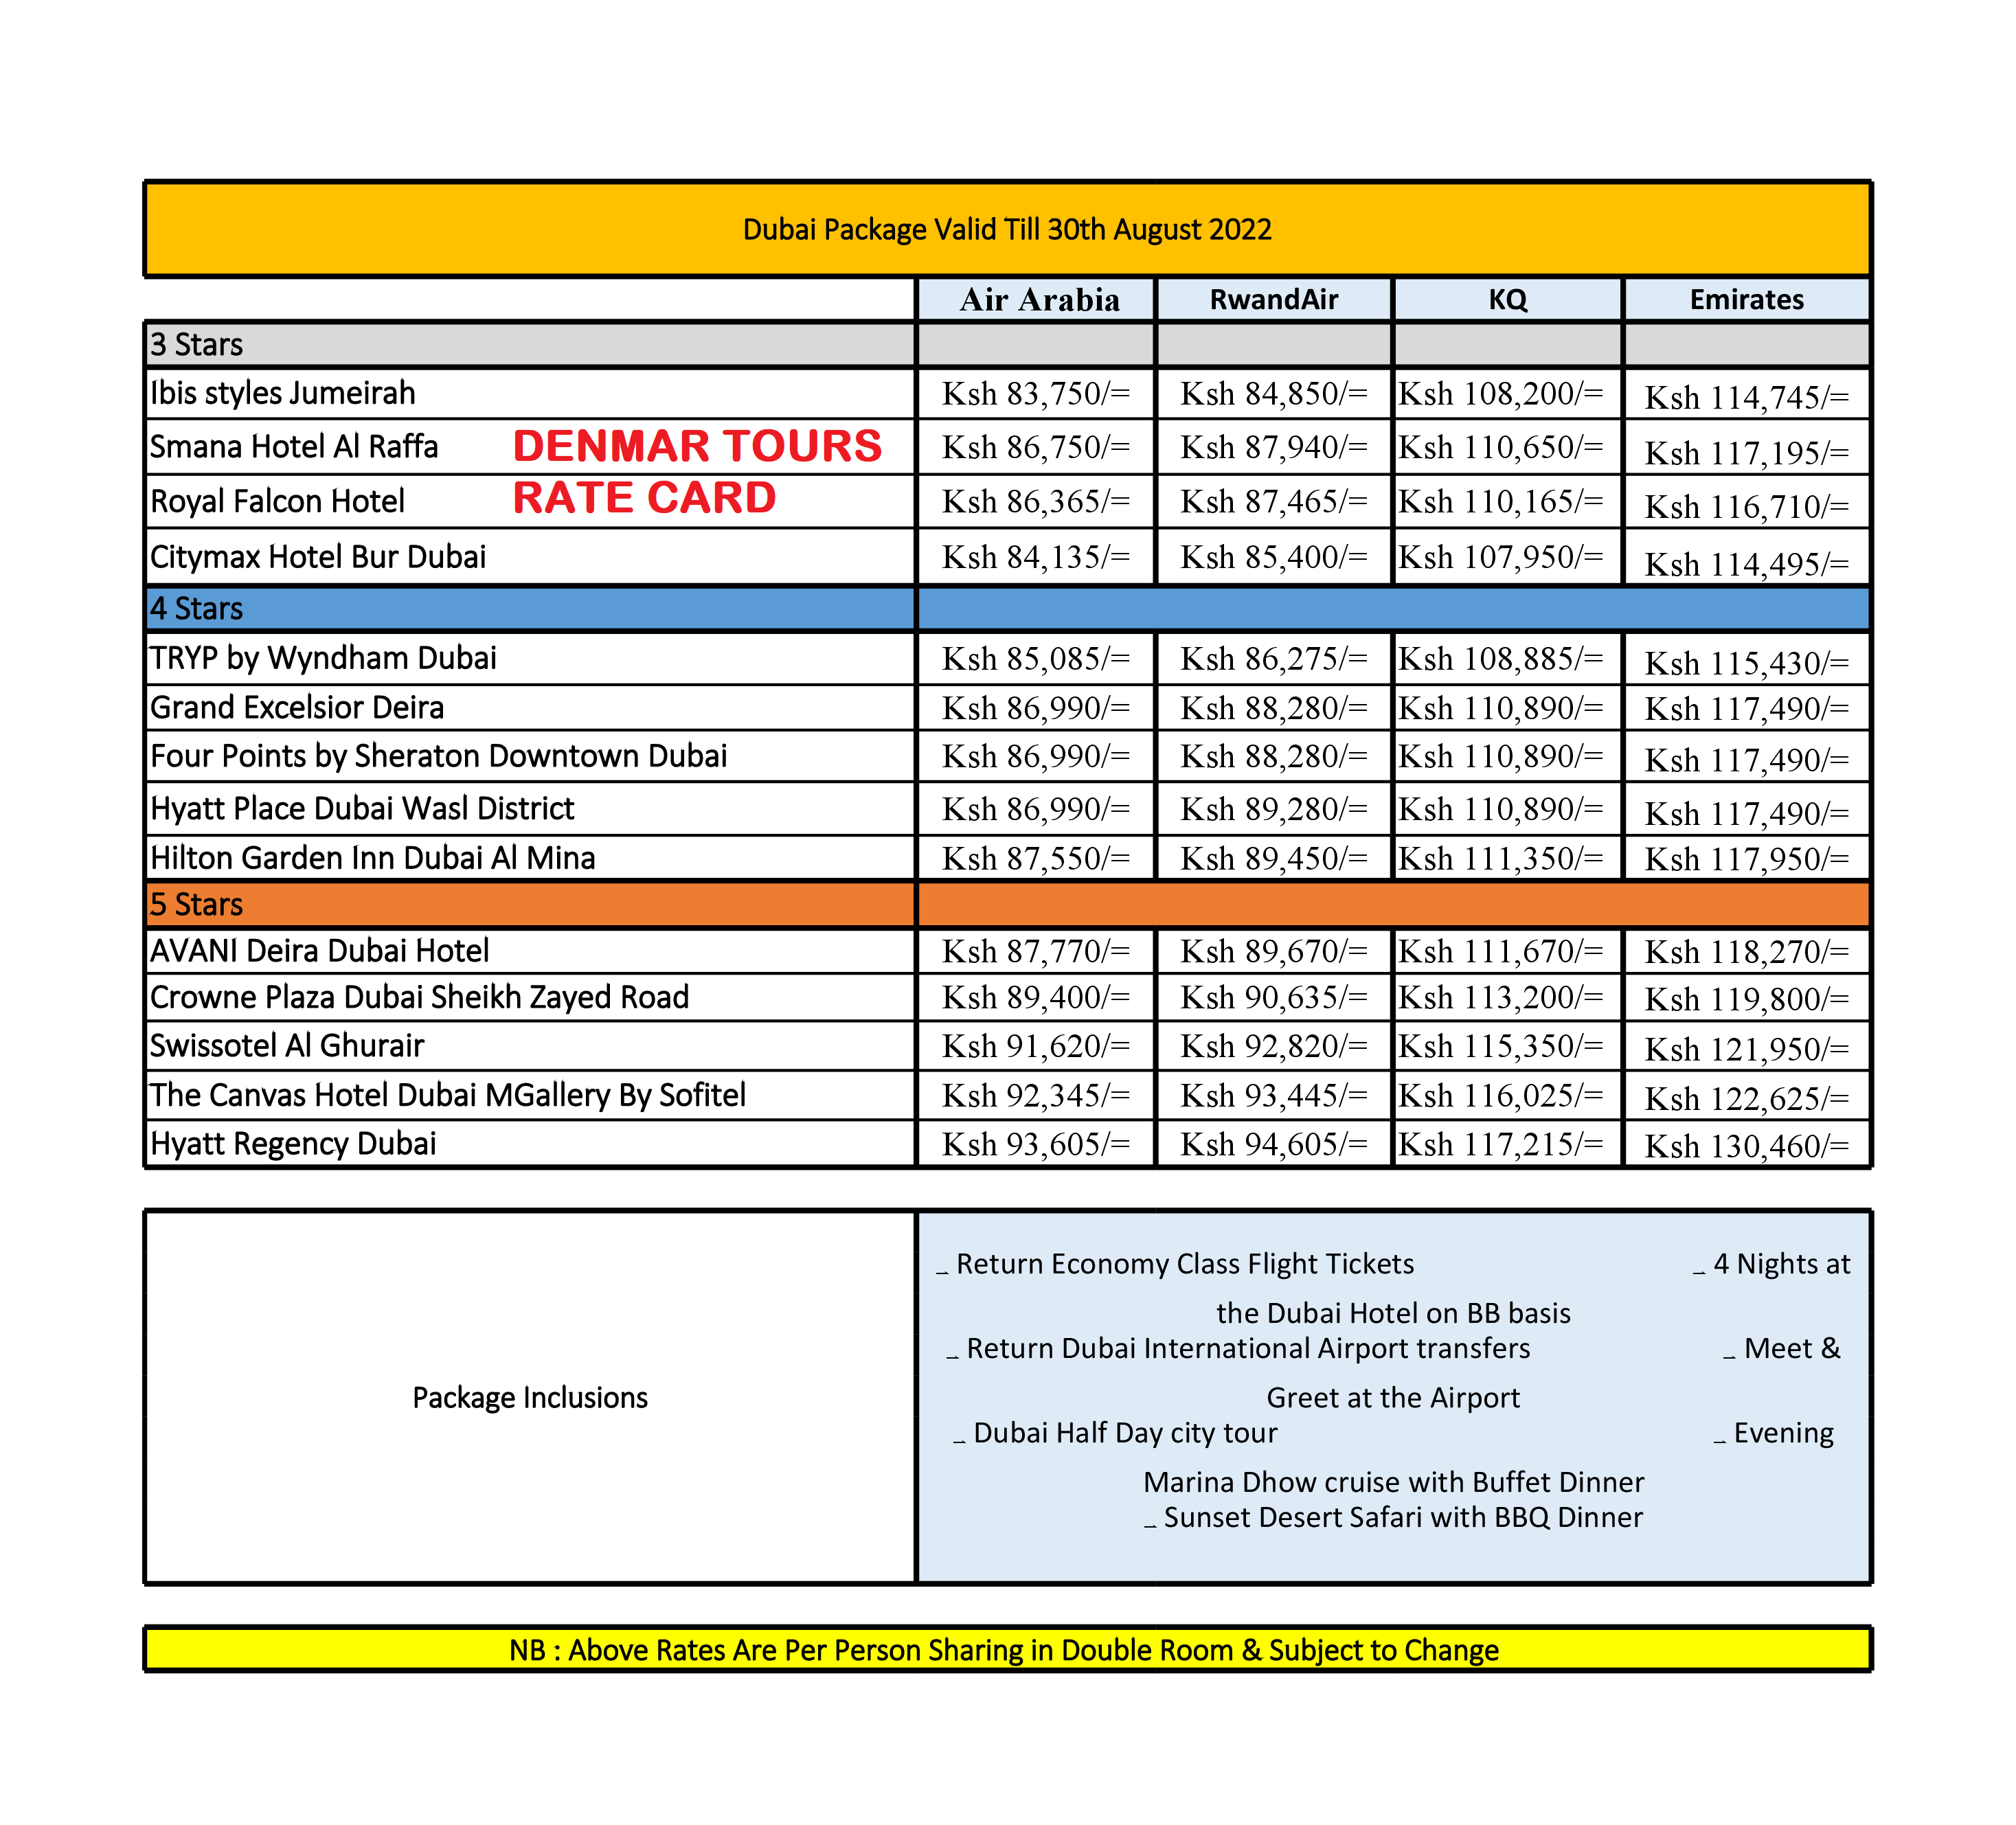 Dubai Package Valid Till 30th August 2022
Air Arabia RwandAir KQ Emirates
3 Stars
Ibis styles Jumeirah Ksh 83,750/= Ksh 84,850/= Ksh 108,200/= Ksh 114,745/=
Smana Hotel Al Raffa DENMAR TOURS Ksh 86,750/= Ksh 87,940/= Ksh 110,650/= Ksh 117,195/=
Royal Falcon Hotel RATE CARD Ksh 86,365/= Ksh 87,465/= Ksh 110,165/= Ksh 116,710/=
Citymax Hotel Bur Dubai Ksh 84,135/= Ksh 85,400/= Ksh 107,950/= Ksh 114,495/=
4 Stars
TRYP by Wyndham Dubai Ksh 85,085/= Ksh 86,275/= Ksh 108,885/= Ksh 115,430/=
Grand Excelsior Deira Ksh 86,990/= Ksh 88,280/= Ksh 110,890/= Ksh 117,490/=
Four Points by Sheraton Downtown Dubai Ksh 86,990/= Ksh 88,280/= Ksh 110,890/= Ksh 117,490/=
Hyatt Place Dubai Wasl District Ksh 86,990/= Ksh 89,280/= Ksh 110,890/= Ksh 117,490/=
Hilton Garden Inn Dubai Al Mina Ksh 87,550/= Ksh 89,450/= Ksh 111,350/= Ksh 117,950/=
5 Stars
AVANI Deira Dubai Hotel Ksh 87,770/= Ksh 89,670/= Ksh 111,670/= Ksh 118,270/=
Crowne Plaza Dubai Sheikh Zayed Road Ksh 89,400/= Ksh 90,635/= Ksh 113,200/= Ksh 119,800/=
Swissotel Al Ghurair Ksh 91,620/= Ksh 92,820/= Ksh 115,350/= Ksh 121,950/=
The Canvas Hotel Dubai MGallery By Sofitel Ksh 92,345/= Ksh 93,445/= Ksh 116,025/= Ksh 122,625/=
Hyatt Regency Dubai Ksh 93,605/= Ksh 94,605/= Ksh 117,215/= Ksh 130,460/=
Package Inclusions
Return Economy Class Flight Tickets 4 Nights at
the Dubai Hotel on BB basis
Return Dubai International Airport transfers Meet &
Greet at the Airport
Dubai Half Day city tour Evening
Marina Dhow cruise with Buffet Dinner
Sunset Desert Safari with BBQ Dinner
NB : Above Rates Are Per Person Sharing in Double Room & Subject to Change